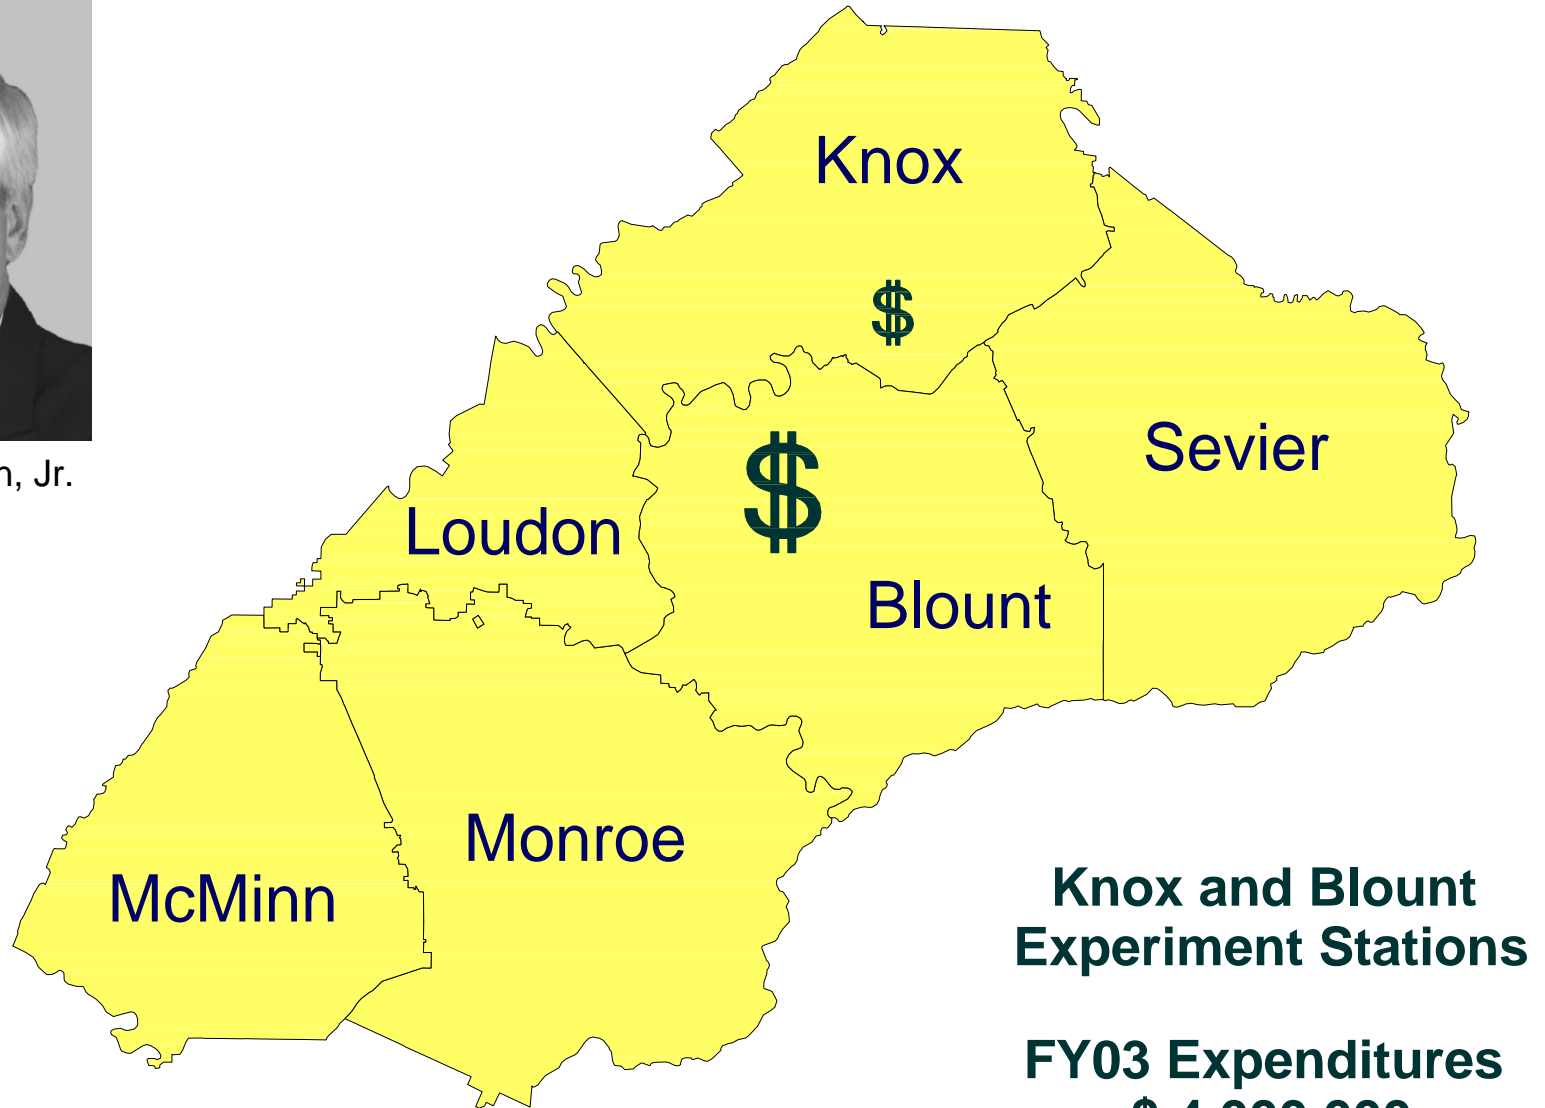 Knox
$
Sevier
$
Loudon
Blount
Monroe
McMinn
Jr.
Knox and Blount
Experiment Stations
FY03 Expenditures
$